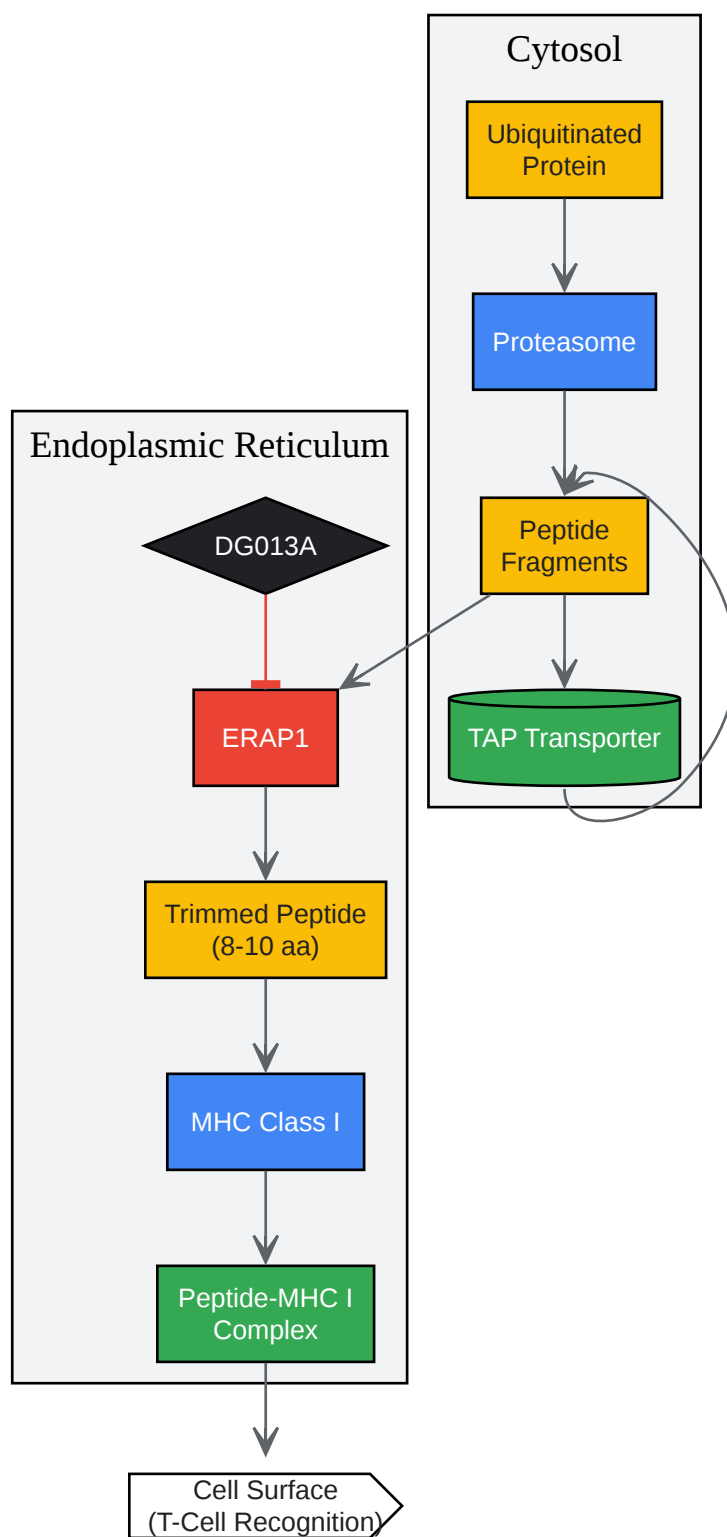 Cytosol
Ubiquitinated
Protein
Proteasome
Endoplasmic Reticulum
DG013A
Peptide
Fragments
ERAP1
TAP Transporter
Trimmed Peptide
(8-10 aa)
MHC Class I
Peptide-MHC I
Complex
Cell Surface
(T-Cell Recognition)